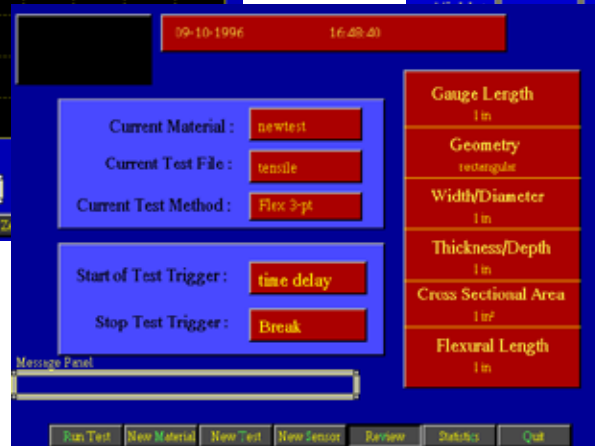 09-10-1996 16:48:40
Current Material : newtest
Current Test File : tensile
Current Test Method : Flex 3-pt
Start of Test Trigger : time delay
Stop Test Trigger : Break
Gauge Length
1 in
Geometry
rectangular
Width/Diameter
1 in
Thickness/Depth
1 in
Cross Sectional Area
1 in²
Flexural Length
1 in
Message Panel
Run Test New Material New Test New Sensor Review Statistics Quit